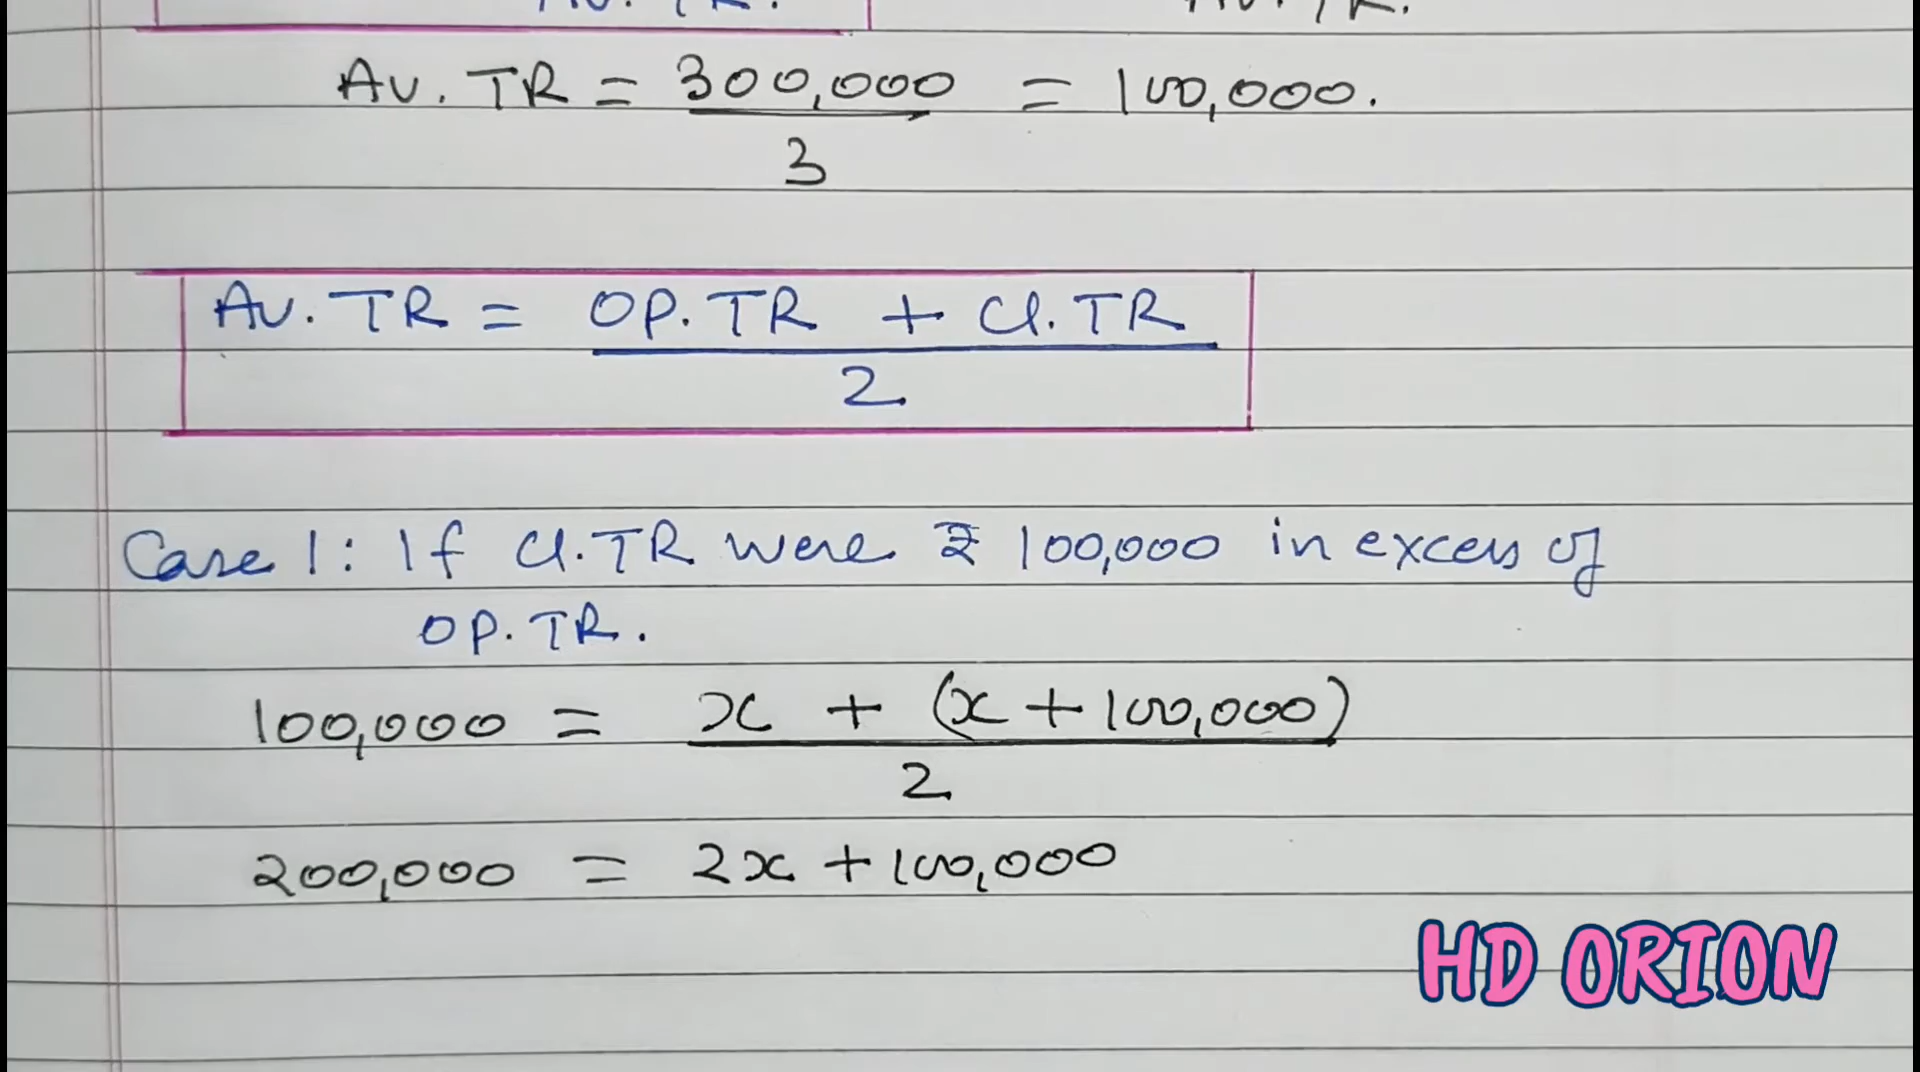 Av. TR = 300,000 / 3 = 100,000.
Av. TR = OP. TR + Cl. TR / 2
Case 1: If Cl. TR were ₹ 100,000 in excess of
OP. TR.
100,000 = x + (x + 100,000) / 2
200,000 = 2x + 100,000
HD ORION